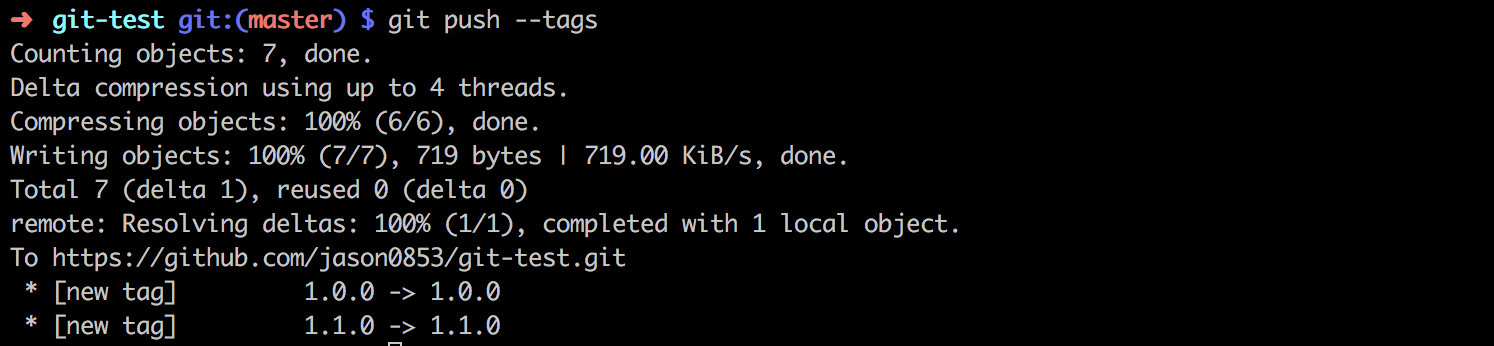 ➜ git-test git:(master) $ git push --tags
Counting objects: 7, done.
Delta compression using up to 4 threads.
Compressing objects: 100% (6/6), done.
Writing objects: 100% (7/7), 719 bytes | 719.00 KiB/s, done.
Total 7 (delta 1), reused 0 (delta 0)
remote: Resolving deltas: 100% (1/1), completed with 1 local object.
To https://github.com/jason0853/git-test.git
 * [new tag]         1.0.0 -> 1.0.0
 * [new tag]         1.1.0 -> 1.1.0